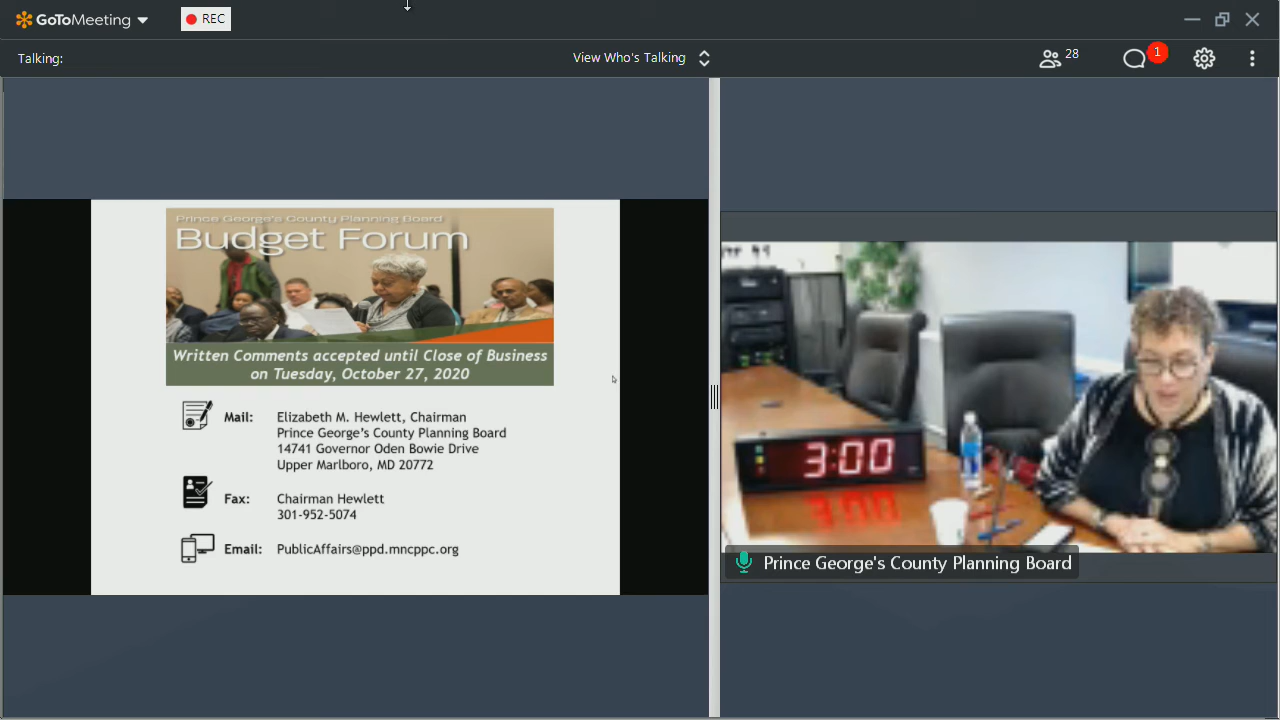 GoToMeeting
REC
Talking:
View Who's Talking
28
1
Prince George's County Planning Board
Budget Forum
Written Comments accepted until Close of Business
on Tuesday, October 27, 2020
Mail:
Elizabeth M. Hewlett, Chairman
Prince George's County Planning Board
14741 Governor Oden Bowie Drive
Upper Marlboro, MD 20772
Fax:
Chairman Hewlett
301-952-5074
Email:
PublicAffairs@ppd.mncppc.org
3:00
Prince George's County Planning Board